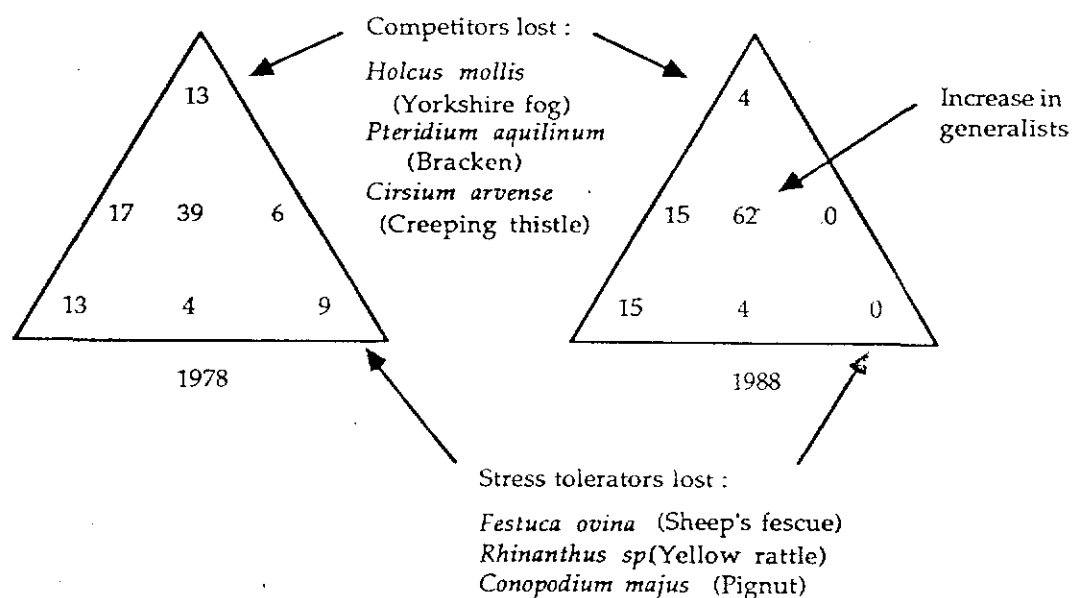 Competitors lost :
Holcus mollis
(Yorkshire fog)
Pteridium aquilinum
(Bracken)
Cirsium arvense
(Creeping thistle)
Increase in
generalists
13
17 39 6
13 4 9
1978
4
15 62 0
15 4 0
1988
Stress tolerators lost :
Festuca ovina (Sheep's fescue)
Rhinanthus sp(Yellow rattle)
Conopodium majus (Pignut)